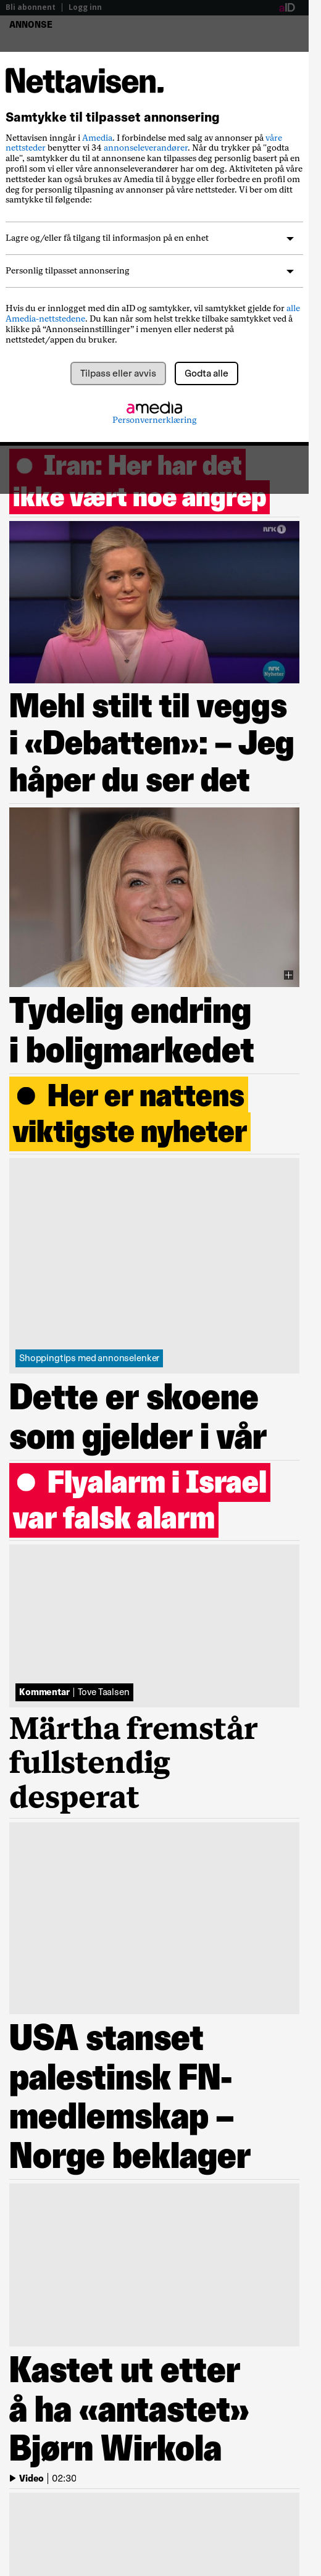 Bli abonnent | Logg inn
aID
ANNONSE
Nettavisen.
Samtykke til tilpasset annonsering
Nettavisen inngår i Amedia. I forbindelse med salg av annonser på våre
nettsteder benytter vi 34 annonseleverandører. Når du trykker på "godta
alle", samtykker du til at annonsene kan tilpasses deg personlig basert på en
profil som vi eller våre annonseleverandører har om deg. Aktiviteten på våre
nettsteder kan også brukes av Amedia til å bygge eller forbedre en profil om
deg for personlig tilpasning av annonser på våre nettsteder. Vi ber om ditt
samtykke til følgende:
Lagre og/eller få tilgang til informasjon på en enhet
Personlig tilpasset annonsering
Hvis du er innlogget med din aID og samtykker, vil samtykket gjelde for alle
Amedia-nettstedene. Du kan når som helst trekke tilbake samtykket ved å
klikke på “Annonseinnstillinger” i menyen eller nederst på
nettstedet/appen du bruker.
Tilpass eller avvis
Godta alle
amedia
Personvernerklæring
Iran: Her har det
ikke vært noe angrep
NRK 1
NRK
Nyheter
Mehl stilt til veggs
i «Debatten»: – Jeg
håper du ser det
Tydelig endring
i boligmarkedet
Her er nattens
viktigste nyheter
Shoppingtips med annonselenker
Dette er skoene
som gjelder i vår
Flyalarm i Israel
var falsk alarm
Kommentar | Tove Taalsen
Märtha fremstår
fullstendig
desperat
USA stanset
palestinsk FN-
medlemskap –
Norge beklager
Kastet ut etter
å ha «antastet»
Bjørn Wirkola
Video | 02:30